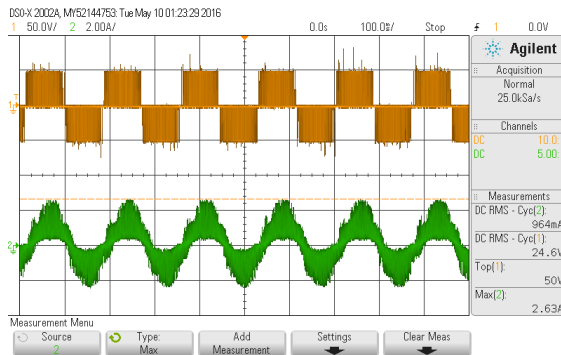 DSO-X 2002A, MY52144753: Tue May 10 01:23:29 2016
1 50.0V/ 2 2.00A/ 0.0s 100.0ms/ Stop 1 0.0V
Agilent
Acquisition
Normal
25.0kSa/s
Channels
DC 10.0:
DC 5.00:
1
2
Measurements
DC RMS - Cyc(2):
964mA
DC RMS - Cyc(1):
24.6V
Top(1):
50V
Max(2):
2.63A
Measurement Menu
Source Type: Add Settings Clear Meas
2 Max Measurement